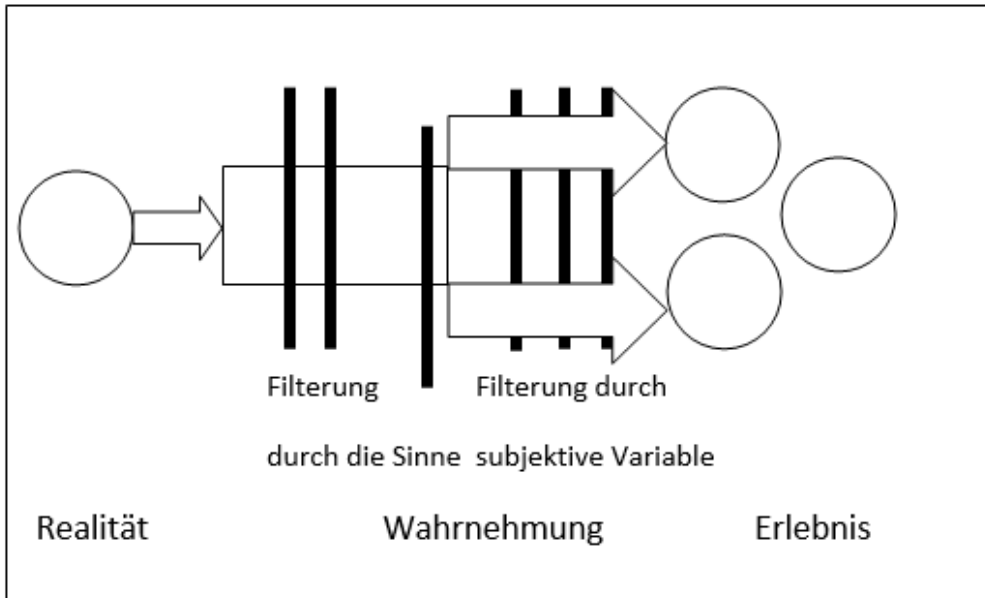 Filterung Filterung durch
durch die Sinne subjektive Variable
Realität Wahrnehmung Erlebnis